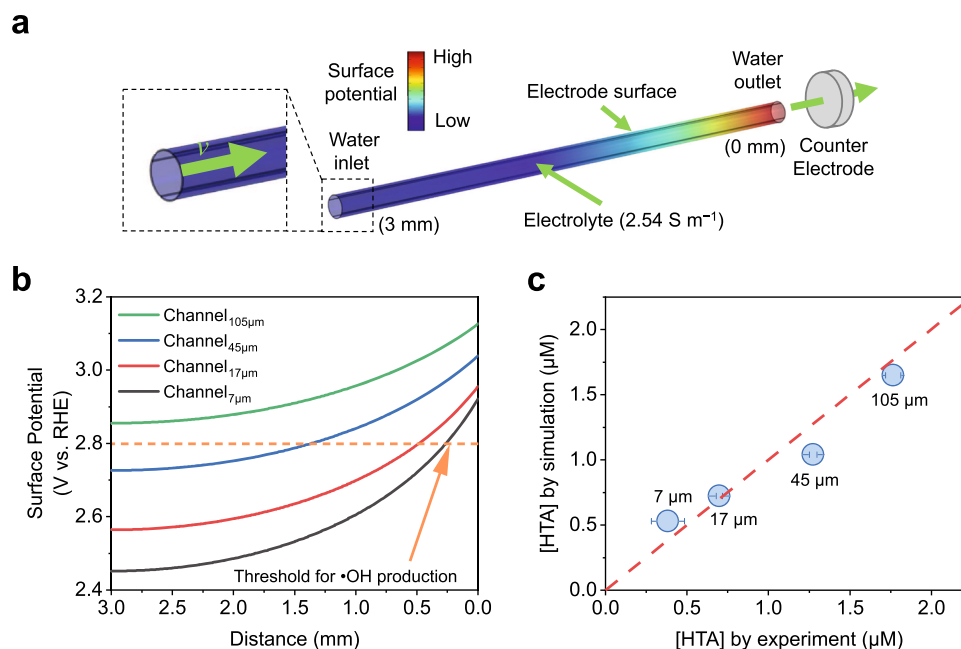 a
High
Surface
potential
Low
Water
outlet
Electrode surface
Water
inlet
ν
(0 mm)
Counter
Electrode
(3 mm)
Electrolyte (2.54 S m⁻¹)
b
Surface Potential
(V vs. RHE)
3.2
3.0
2.8
2.6
2.4
Channel105μm
Channel45μm
Channel17μm
Channel7μm
Threshold for •OH production
3.0 2.5 2.0 1.5 1.0 0.5 0.0
Distance (mm)
c
[HTA] by simulation (μM)
2.0
1.5
1.0
0.5
0.0
105 μm
45 μm
7 μm
17 μm
0.0 0.5 1.0 1.5 2.0
[HTA] by experiment (μM)